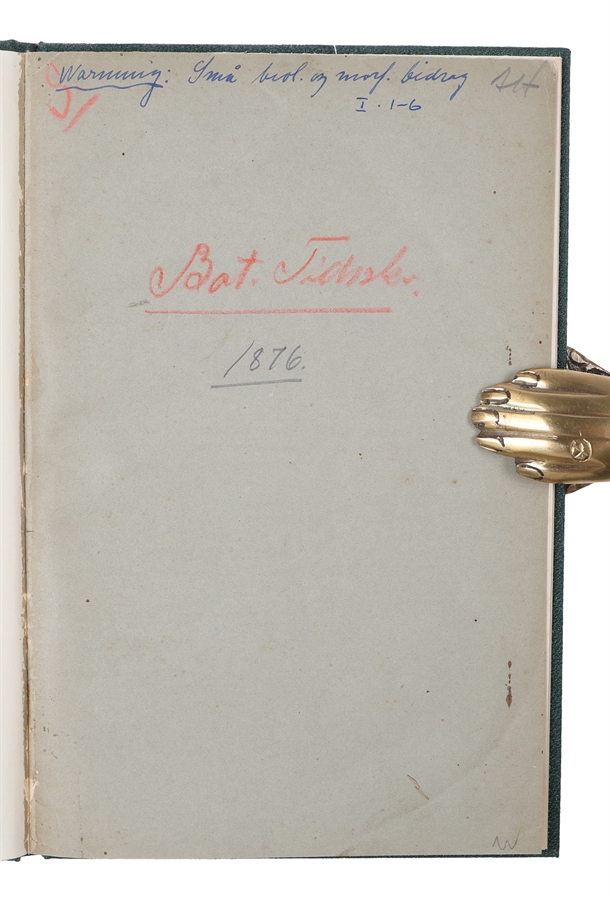 Warming: Små biol. og morf. bidrag
I. 1-6
Bot. Tidsskr.
1876.